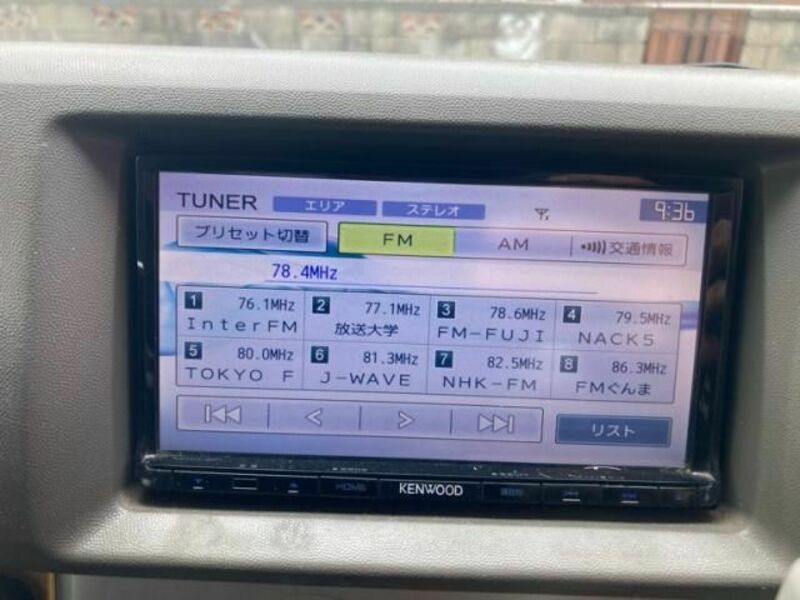 TUNER エリア ステレオ 9:36
プリセット切替 FM AM 交通情報
78.4MHz
1 76.1MHz 2 77.1MHz 3 78.6MHz 4 79.5MHz
InterFM 放送大学 FM-FUJI NACK5
5 80.0MHz 6 81.3MHz 7 82.5MHz 8 86.3MHz
TOKYO F J-WAVE NHK-FM FMぐんま
リスト
HOME KENWOOD